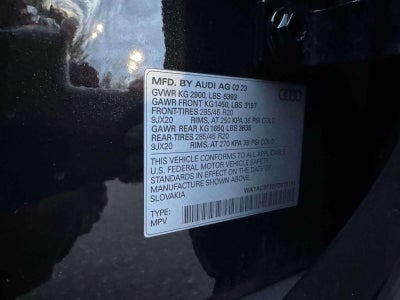 MFD. BY AUDI AG 02 23
GVWR KG 2900, LBS 6393
GAWR FRONT KG 1450, LBS 3197
FRONT-TIRES 285/45 R20
9JX20 RIMS, AT 250 KPA 36 PSI COLD
GAWR REAR KG 1650 LBS 3638
REAR-TIRES 285/45 R20
9JX20 RIMS, AT 270 KPA 39 PSI COLD
THIS VEHICLE CONFORMS TO ALL APPLICABLE
U.S. FEDERAL MOTOR VEHICLE SAFETY
STANDARDS IN EFFECT ON THE DATE OF
MANUFACTURE SHOWN ABOVE.
SLOVAKIA
TYPE:
MPV